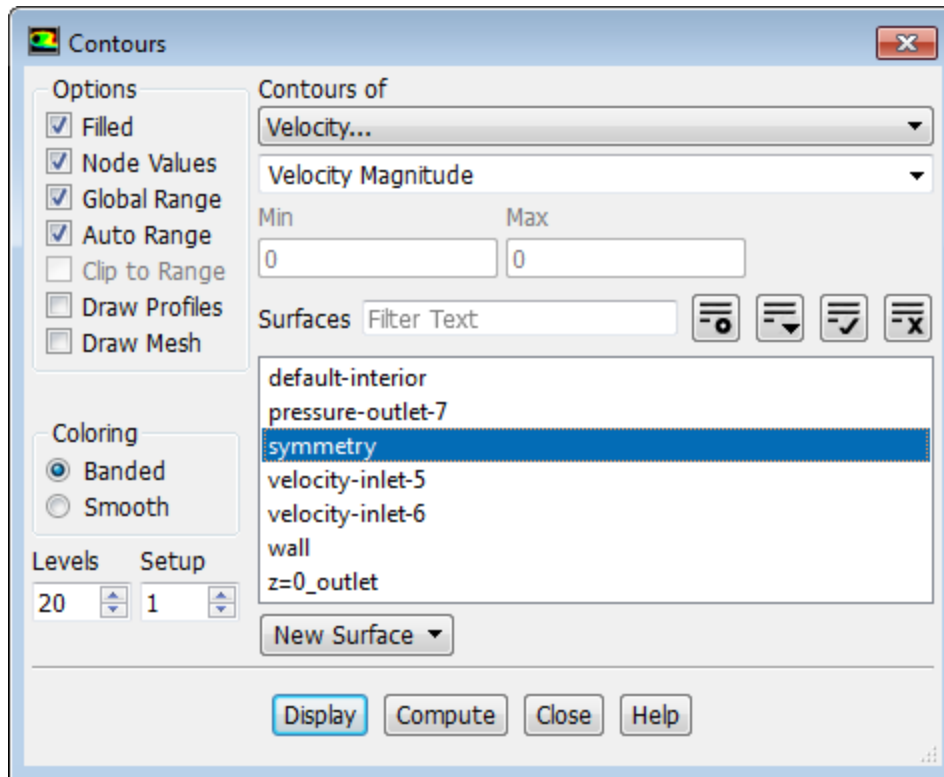 Contours
Options
Filled
Node Values
Global Range
Auto Range
Clip to Range
Draw Profiles
Draw Mesh
Coloring
Banded
Smooth
Levels Setup
20 1
Contours of
Velocity...
Velocity Magnitude
Min Max
0 0
Surfaces Filter Text
default-interior
pressure-outlet-7
symmetry
velocity-inlet-5
velocity-inlet-6
wall
z=0_outlet
New Surface
Display Compute Close Help